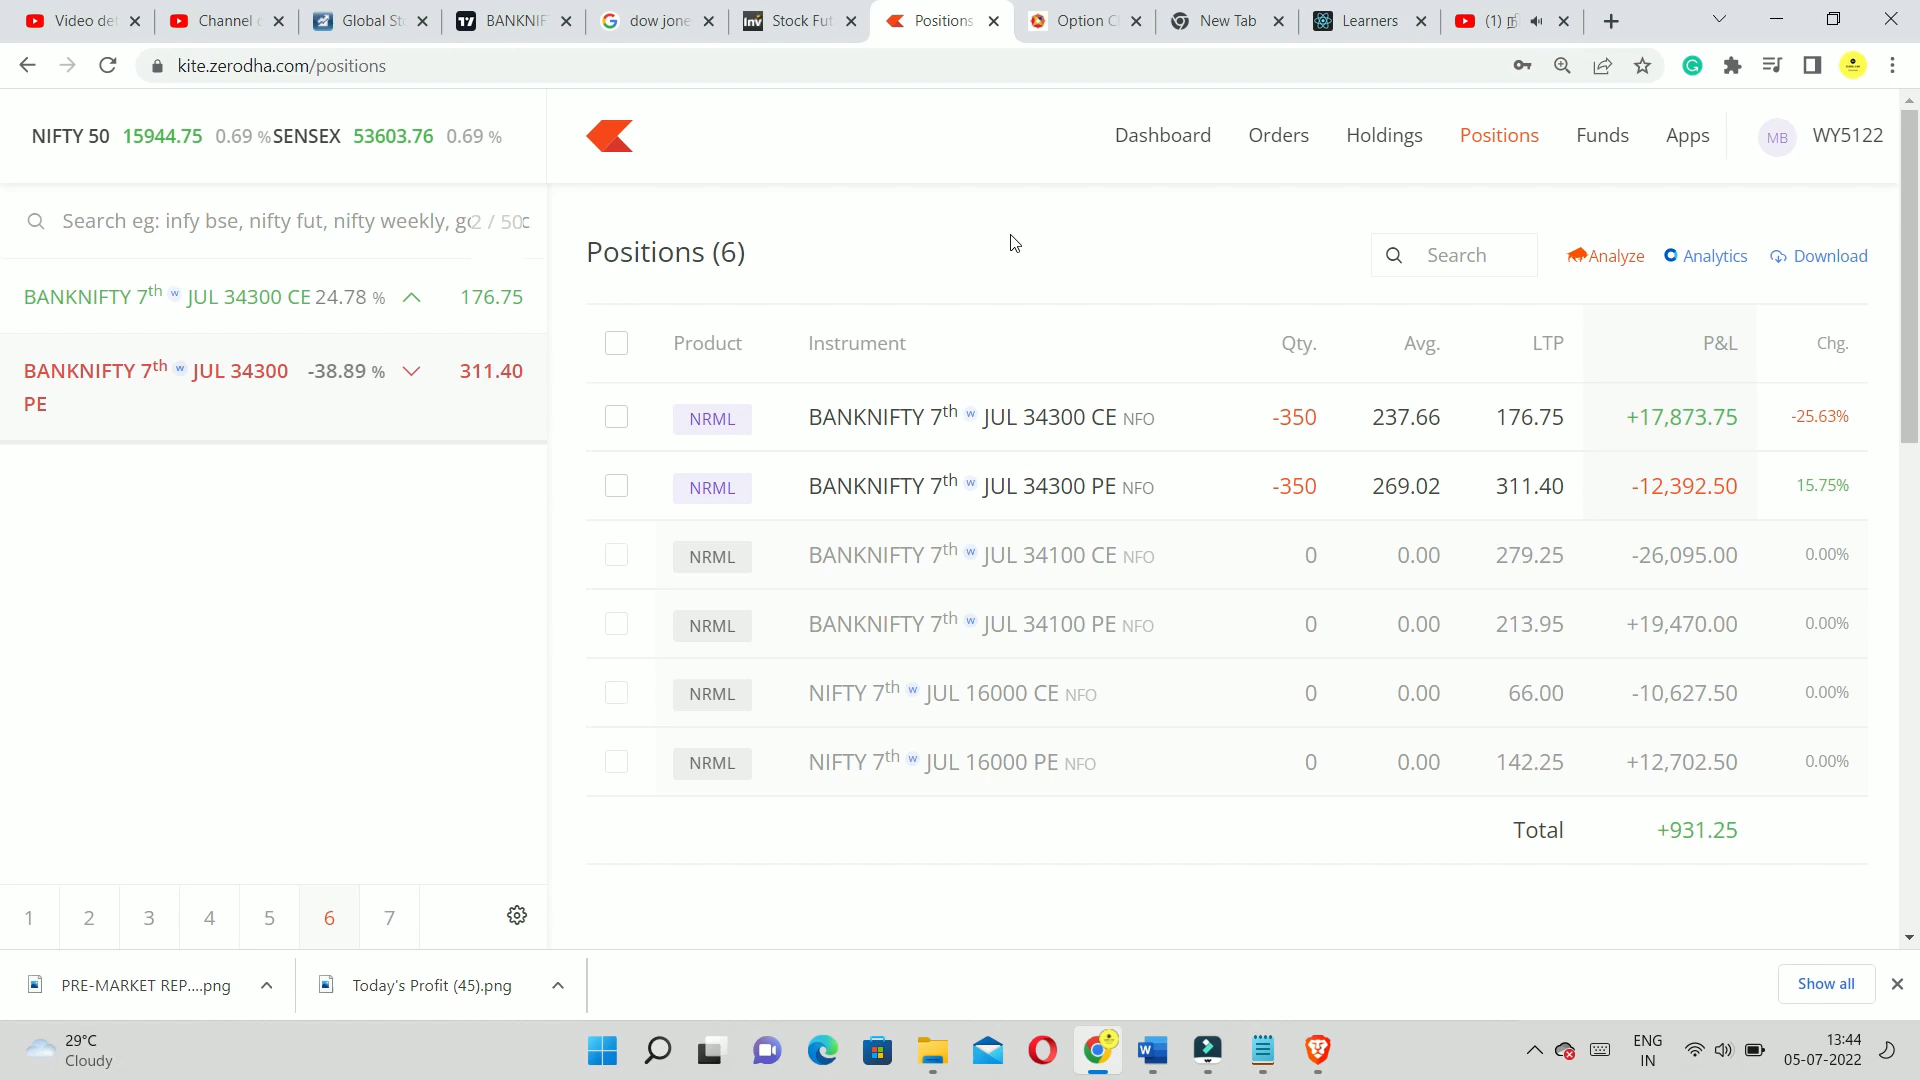 Video de
Channel
Global St
BANKNIF
dow jone
Stock Fut
Positions
Option C
New Tab
Learners
(1)
kite.zerodha.com/positions
NIFTY 50 15944.75 0.69 % SENSEX 53603.76 0.69 %
Dashboard Orders Holdings Positions Funds Apps MB WY5122
Search eg: infy bse, nifty fut, nifty weekly, 2 / 50
BANKNIFTY 7th w JUL 34300 CE 24.78 % 176.75
BANKNIFTY 7th w JUL 34300 PE -38.89 % 311.40
1 2 3 4 5 6 7
Positions (6)
Search Analyze Analytics Download
Product Instrument Qty. Avg. LTP P&L Chg.
NRML BANKNIFTY 7th w JUL 34300 CE NFO -350 237.66 176.75 +17,873.75 -25.63%
NRML BANKNIFTY 7th w JUL 34300 PE NFO -350 269.02 311.40 -12,392.50 15.75%
NRML BANKNIFTY 7th w JUL 34100 CE NFO 0 0.00 279.25 -26,095.00 0.00%
NRML BANKNIFTY 7th w JUL 34100 PE NFO 0 0.00 213.95 +19,470.00 0.00%
NRML NIFTY 7th w JUL 16000 CE NFO 0 0.00 66.00 -10,627.50 0.00%
NRML NIFTY 7th w JUL 16000 PE NFO 0 0.00 142.25 +12,702.50 0.00%
Total +931.25
PRE-MARKET REP....png
Today's Profit (45).png
Show all
29°C
Cloudy
ENG
IN
13:44
05-07-2022